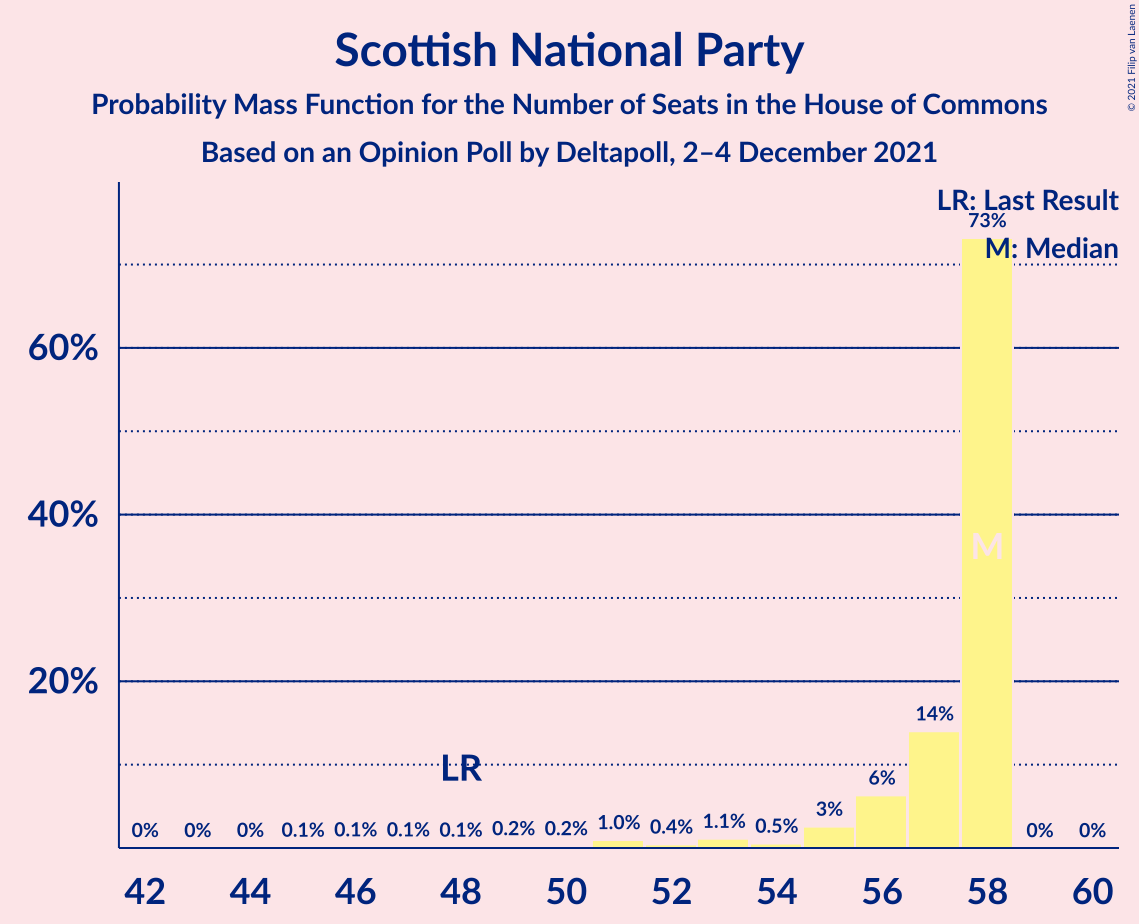 Scottish National Party
Probability Mass Function for the Number of Seats in the House of Commons
Based on an Opinion Poll by Deltapoll, 2–4 December 2021
© 2021 Filip van Laenen
LR: Last Result
M: Median
60%
40%
20%
0% 0% 0% 0.1% 0.1% 0.1% 0.1% 0.2% 0.2% 1.0% 0.4% 1.1% 0.5% 3% 6% 14% 73% 0% 0%
LR
M
42 44 46 48 50 52 54 56 58 60